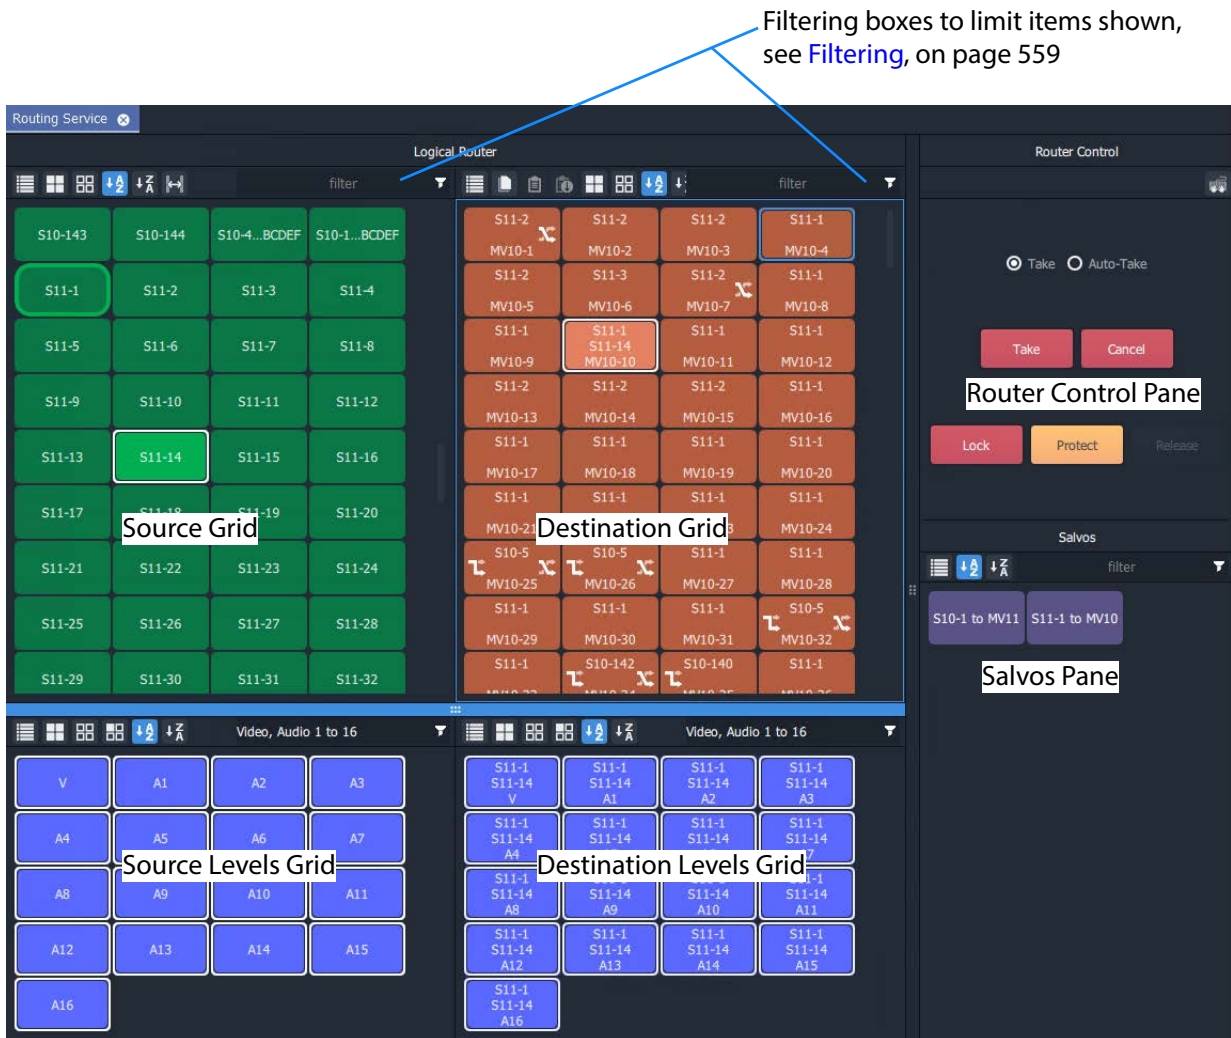 Filtering boxes to limit items shown,
see Filtering, on page 559
Routing Service
Logical Router
Router Control
filter
filter
S10-143 S10-144 S10-4...BCDEF S10-1...BCDEF
S11-1 S11-2 S11-3 S11-4
S11-5 S11-6 S11-7 S11-8
S11-9 S11-10 S11-11 S11-12
S11-13 S11-14 S11-15 S11-16
S11-17 S11-18 S11-19 S11-20
Source Grid
S11-21 S11-22 S11-23 S11-24
S11-25 S11-26 S11-27 S11-28
S11-29 S11-30 S11-31 S11-32
S11-2 S11-2 S11-2 S11-1
MV10-1 MV10-2 MV10-3 MV10-4
S11-2 S11-3 S11-2 S11-1
MV10-5 MV10-6 MV10-7 MV10-8
S11-1 S11-1 S11-1 S11-1
S11-14
MV10-9 MV10-10 MV10-11 MV10-12
S11-2 S11-2 S11-2 S11-1
MV10-13 MV10-14 MV10-15 MV10-16
S11-1 S11-1 S11-1 S11-1
MV10-17 MV10-18 MV10-19 MV10-20
S11-1 S11-1 S11-1 S11-1
MV10-21 MV10-24
Destination Grid
S10-5 S10-5 S11-1 S11-1
MV10-25 MV10-26 MV10-27 MV10-28
S11-1 S11-1 S11-1 S10-5
MV10-29 MV10-30 MV10-31 MV10-32
S11-1 S10-142 S10-140 S11-1
Take Auto-Take
Take Cancel
Router Control Pane
Lock Protect Release
Salvos
filter
S10-1 to MV11 S11-1 to MV10
Salvos Pane
Video, Audio 1 to 16
V A1 A2 A3
A4 A5 A6 A7
Source Levels Grid
A8 A9 A10 A11
A12 A13 A14 A15
A16
Video, Audio 1 to 16
S11-1 S11-1 S11-1 S11-1
S11-14 S11-14 S11-14 S11-14
V A1 A2 A3
S11-1 S11-1 S11-1 S11-1
S11-14 S11-14 S11-14 S11-14
A4
Destination Levels Grid
S11-1
S11-14 S11-14 S11-14 S11-14
A8 A9 A10 A11
S11-1 S11-1 S11-1 S11-1
S11-14 S11-14 S11-14 S11-14
A12 A13 A14 A15
S11-1
S11-14
A16